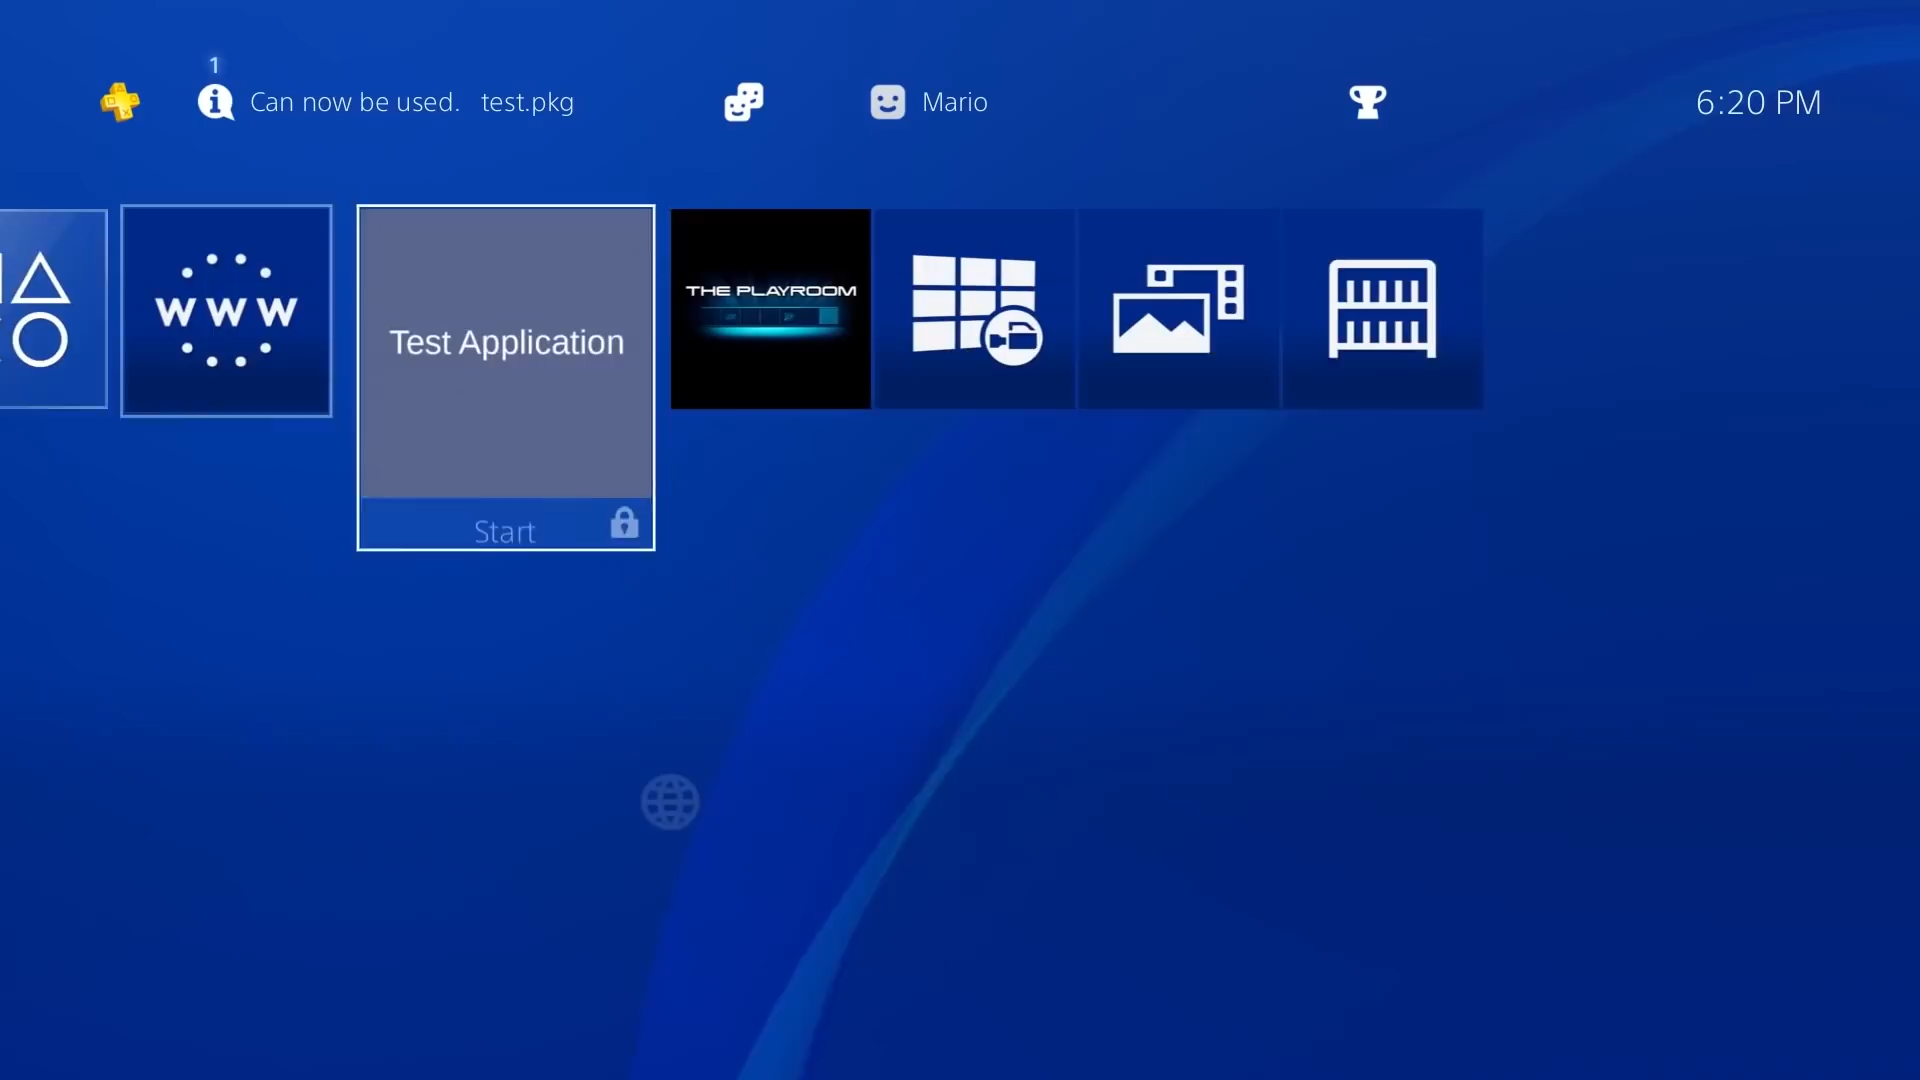 1
Can now be used. test.pkg
Mario
6:20 PM
WWW
Test Application
THE PLAYROOM
Start